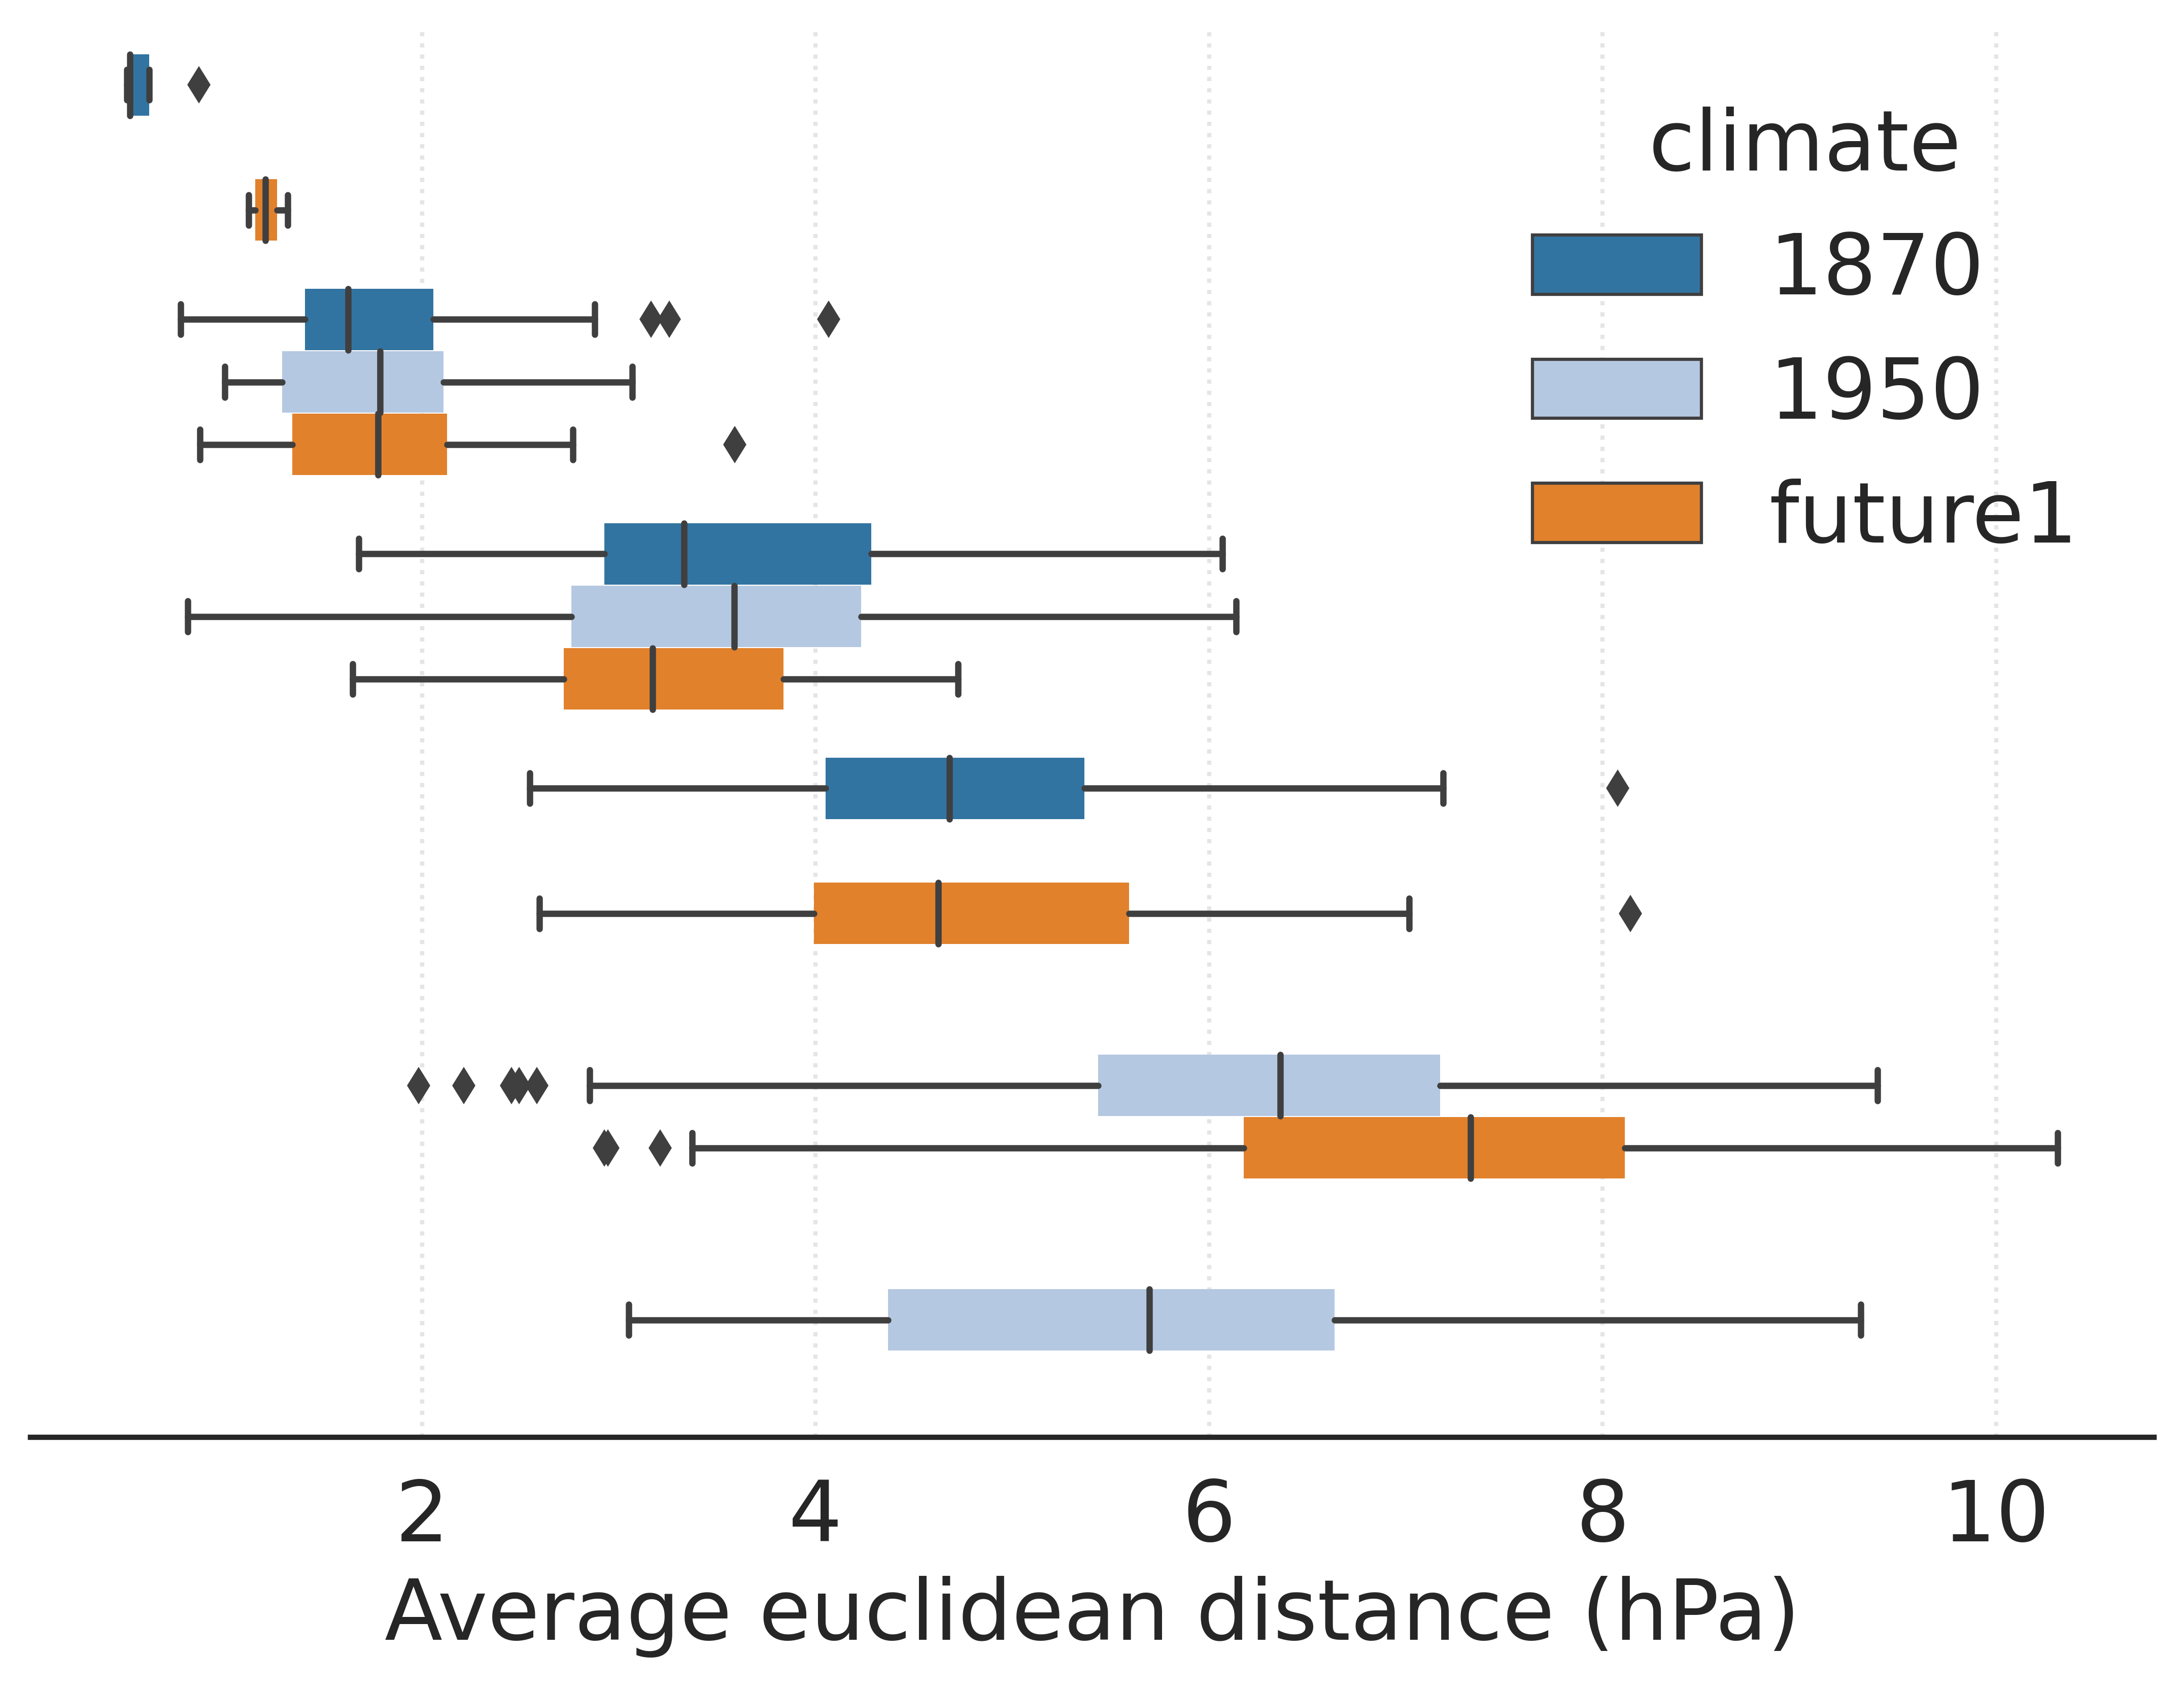 climate
1870
1950
future1
2 4 6 8 10
Average euclidean distance (hPa)